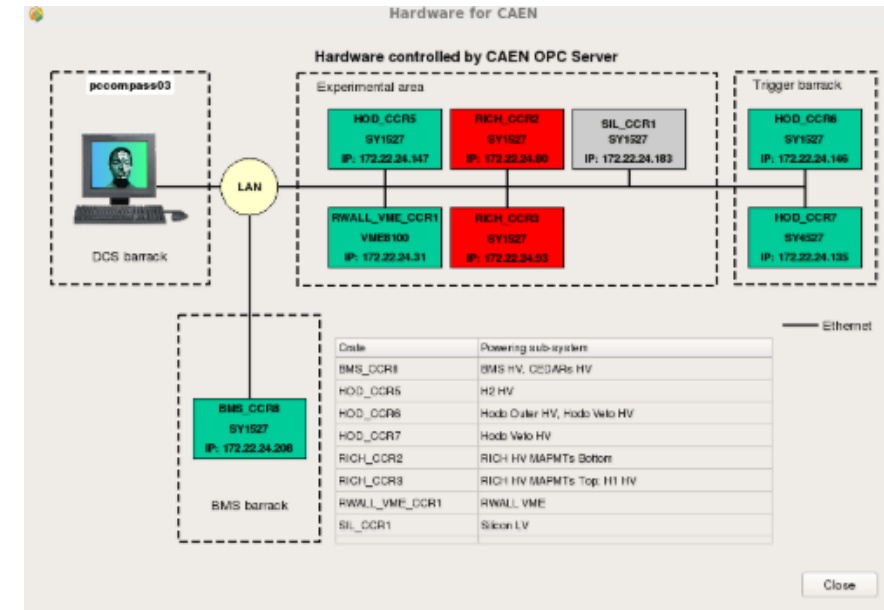 Hardware for CAEN
Hardware controlled by CAEN OPC Server
pccompass03
DCS barrack
LAN
Experimental area
HOD_CCR5
SY1527
IP: 172.22.24.147
RICH_CCR2
SY1527
IP: 172.22.24.90
SIL_CCR1
SY1527
IP: 172.22.24.183
RWALL_VME_CCR1
VME8100
IP: 172.22.24.31
RICH_CCR3
SY1527
IP: 172.22.24.93
Trigger barrack
HOD_CCR6
SY1527
IP: 172.22.24.146
HOD_CCR7
SY4527
IP: 172.22.24.135
Ethernet
BMS_CCR8
SY1527
IP: 172.22.24.208
BMS barrack
Crate Powering sub-system
BMS_CCR8 BMS HV, CEDARs HV
HOD_CCR5 H2 HV
HOD_CCR6 Hodo Outer HV, Hodo Veto HV
HOD_CCR7 Hodo Veto HV
RICH_CCR2 RICH HV MAPMTs Bottom
RICH_CCR3 RICH HV MAPMTs Top; H1 HV
RWALL_VME_CCR1 RWALL VME
SIL_CCR1 Silicon LV
Close